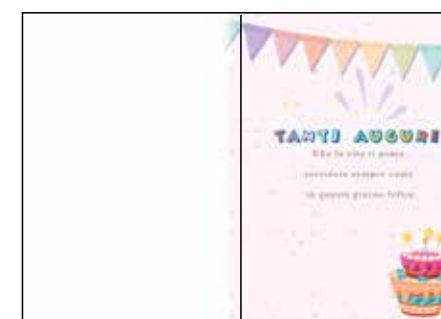 TANTI AUGURI
Che la vita ti possa
sorridere sempre come
in questo giorno felice